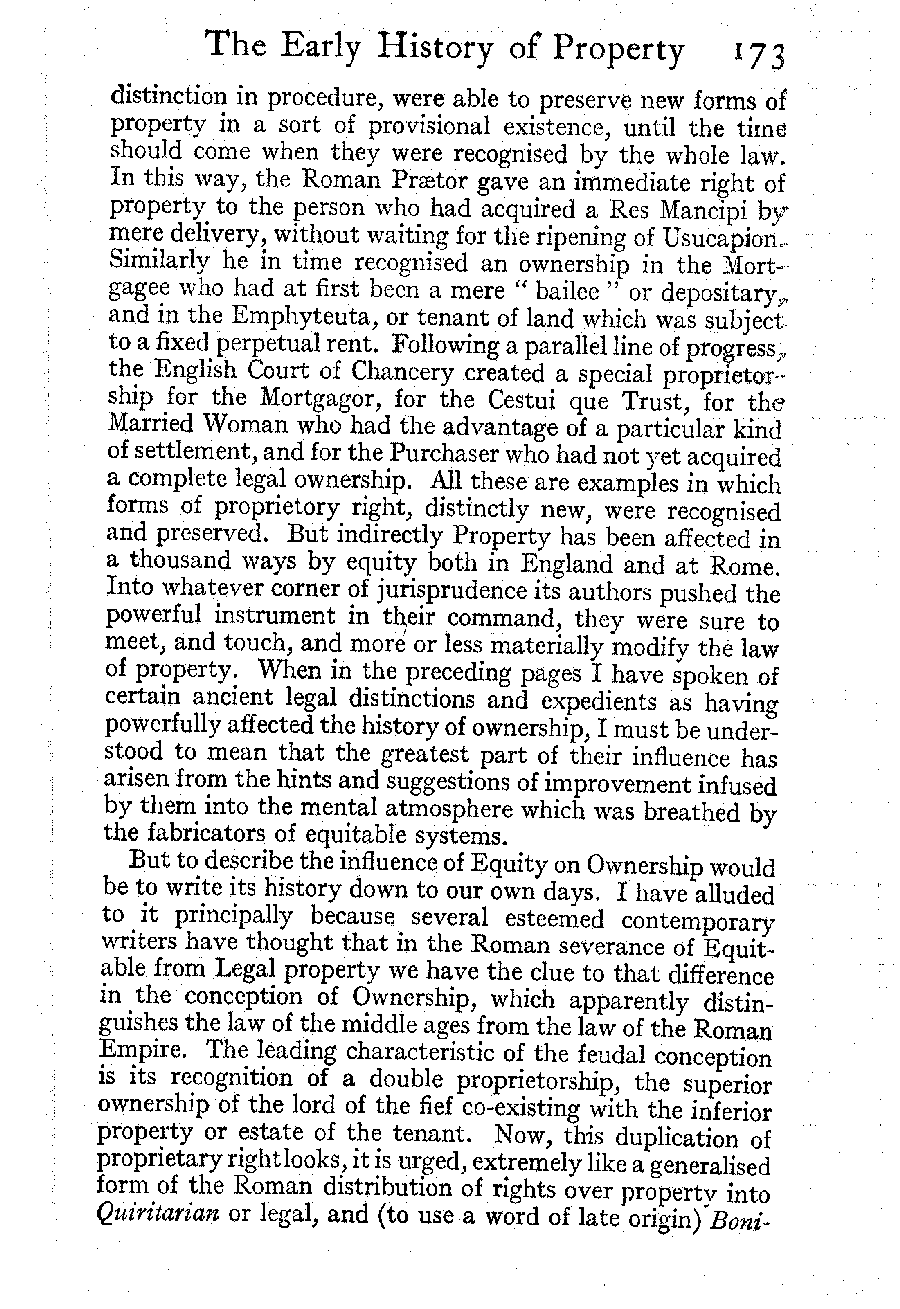 The Early History of Property 173
distinction in procedure, were able to preserve new forms of
property in a sort of provisional existence, until the time
should come when they were recognised by the whole law.
In this way, the Roman Prætor gave an immediate right of
property to the person who had acquired a Res Mancipi by
mere delivery, without waiting for the ripening of Usucapion.
Similarly he in time recognised an ownership in the Mort-
gagee who had at first been a mere " bailee " or depositary,
and in the Emphyteuta, or tenant of land which was subject
to a fixed perpetual rent. Following a parallel line of progress,
the English Court of Chancery created a special proprietor-
ship for the Mortgagor, for the Cestui que Trust, for the
Married Woman who had the advantage of a particular kind
of settlement, and for the Purchaser who had not yet acquired
a complete legal ownership. All these are examples in which
forms of proprietory right, distinctly new, were recognised
and preserved. But indirectly Property has been affected in
a thousand ways by equity both in England and at Rome.
Into whatever corner of jurisprudence its authors pushed the
powerful instrument in their command, they were sure to
meet, and touch, and more or less materially modify the law
of property. When in the preceding pages I have spoken of
certain ancient legal distinctions and expedients as having
powerfully affected the history of ownership, I must be under-
stood to mean that the greatest part of their influence has
arisen from the hints and suggestions of improvement infused
by them into the mental atmosphere which was breathed by
the fabricators of equitable systems.
But to describe the influence of Equity on Ownership would
be to write its history down to our own days. I have alluded
to it principally because several esteemed contemporary
writers have thought that in the Roman severance of Equit-
able from Legal property we have the clue to that difference
in the conception of Ownership, which apparently distin-
guishes the law of the middle ages from the law of the Roman
Empire. The leading characteristic of the feudal conception
is its recognition of a double proprietorship, the superior
ownership of the lord of the fief co-existing with the inferior
property or estate of the tenant. Now, this duplication of
proprietary right looks, it is urged, extremely like a generalised
form of the Roman distribution of rights over property into
Quiritarian or legal, and (to use a word of late origin) Boni-